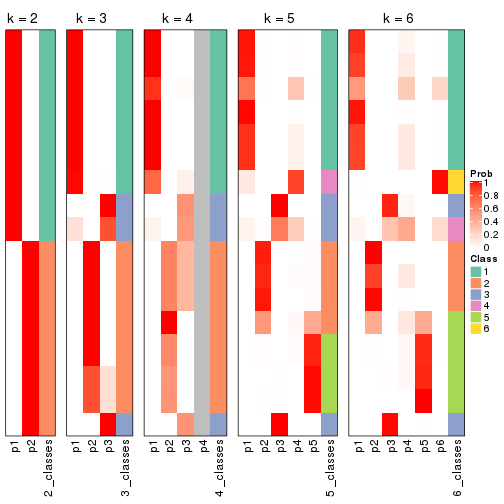 k = 2
k = 3
k = 4
k = 5
k = 6
p1
p2
2_classes
p1
p2
p3
3_classes
p1
p2
p3
p4
4_classes
p1
p2
p3
p4
p5
5_classes
p1
p2
p3
p4
p5
p6
6_classes
Prob
1
0.8
0.6
0.4
0.2
0
Class
1
2
3
4
5
6